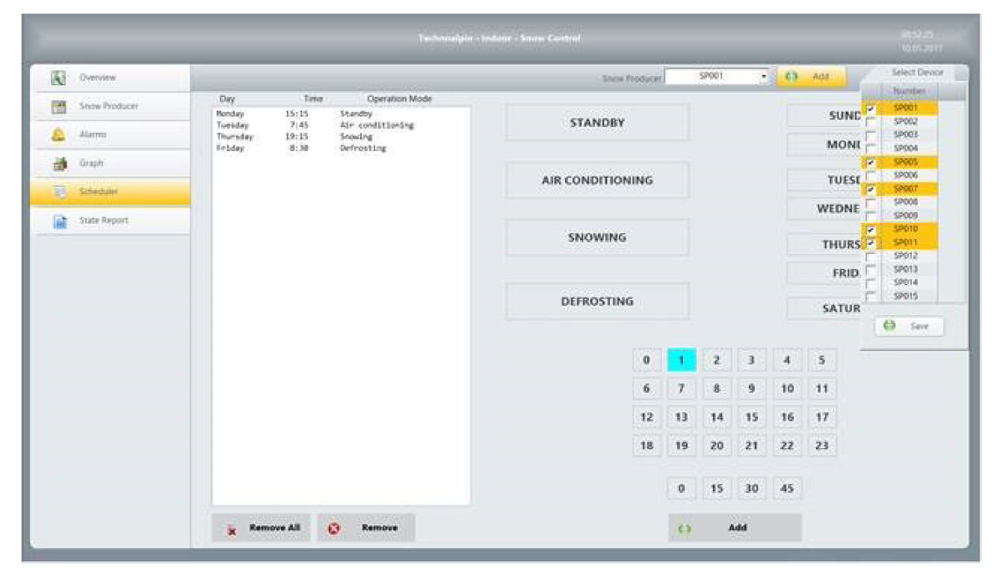 Technoalpin - Indoor - Snow Control
08:52:25
10.05.2017
Overview
Snow Producer
Alarms
Graph
Scheduler
State Report
Snow Producer SP001 Add
Day Time Operation Mode
Monday 15:15 Standby
Tuesday 7:45 Air conditioning
Thursday 19:15 Snowing
Friday 8:30 Defrosting
Remove All Remove
STANDBY
AIR CONDITIONING
SNOWING
DEFROSTING
SUND
MOND
TUESD
WEDNE
THURS
FRID
SATUR
Select Device
Number
SP001
SP002
SP003
SP004
SP005
SP006
SP007
SP008
SP009
SP010
SP011
SP012
SP013
SP014
SP015
Save
0 1 2 3 4 5
6 7 8 9 10 11
12 13 14 15 16 17
18 19 20 21 22 23
0 15 30 45
Add